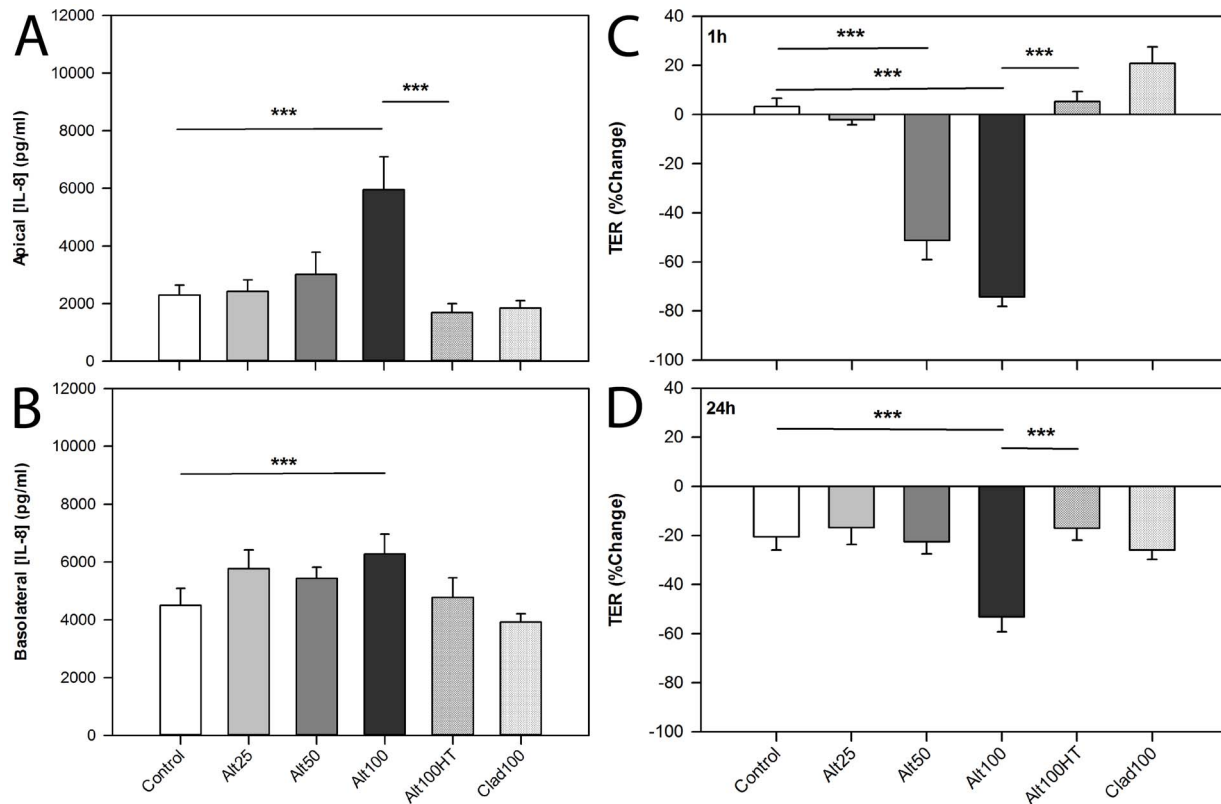 A
Apical [IL-8] (pg/ml)
12000
10000
8000
6000
4000
2000
0
***
***
B
Basolateral [IL-8] (pg/ml)
12000
10000
8000
6000
4000
2000
0
***
Control
Alt25
Alt50
Alt100
Alt100HT
Clad100
C
1h
TER (%Change)
40
20
0
-20
-40
-60
-80
-100
***
***
***
D
24h
TER (%Change)
40
20
0
-20
-40
-60
-80
-100
***
***
Control
Alt25
Alt50
Alt100
Alt100HT
Clad100